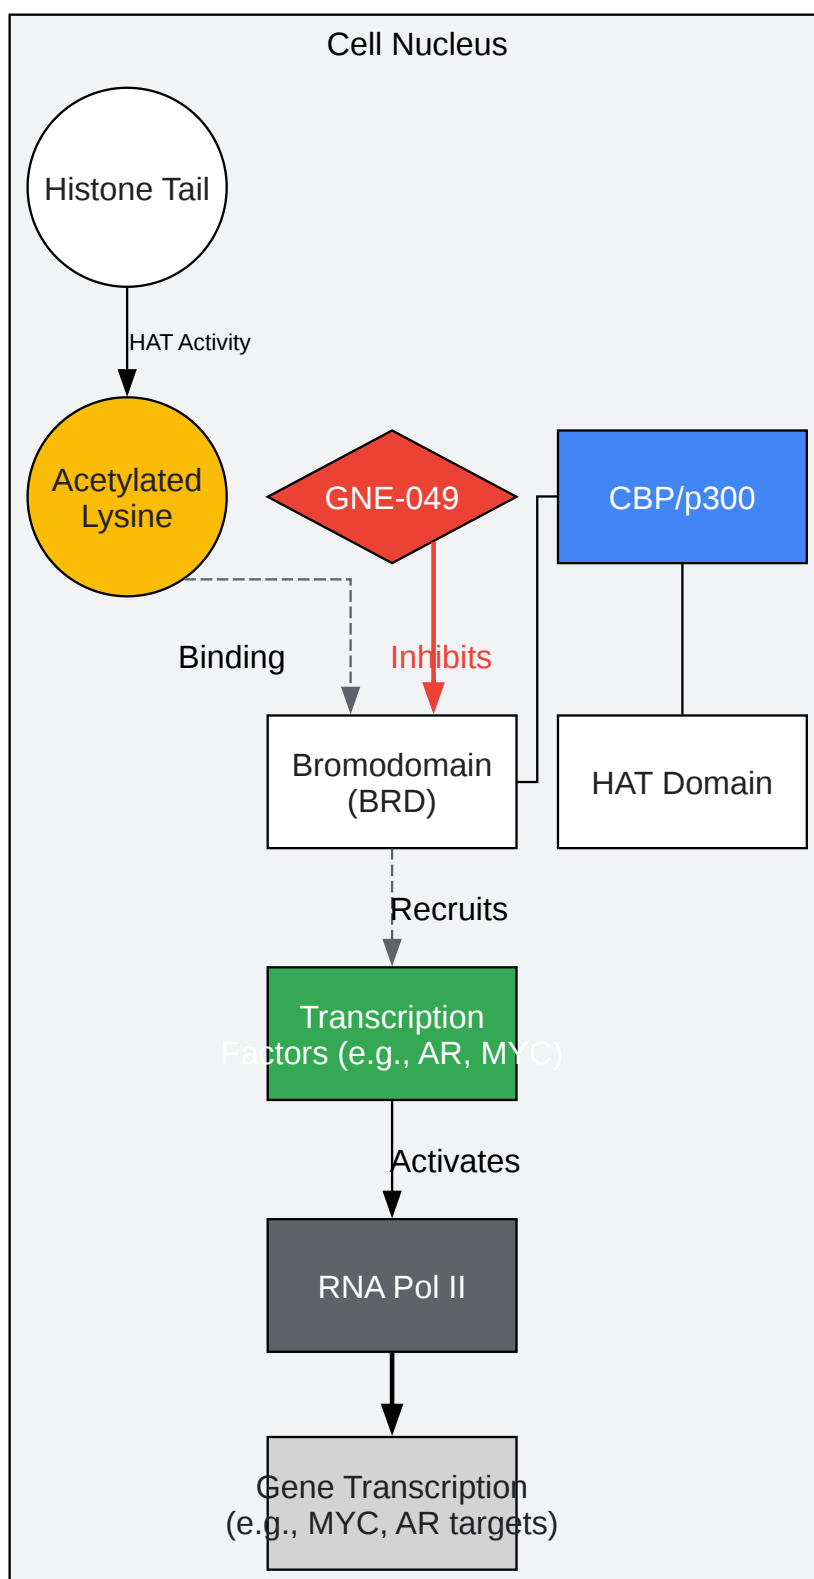 Cell Nucleus
Histone Tail
HAT Activity
Acetylated
Lysine
GNE-049
CBP/p300
Binding
Inhibits
Bromodomain
(BRD)
HAT Domain
Recruits
Transcription
Factors (e.g., AR, MYC)
Activates
RNA Pol II
Gene Transcription
(e.g., MYC, AR targets)